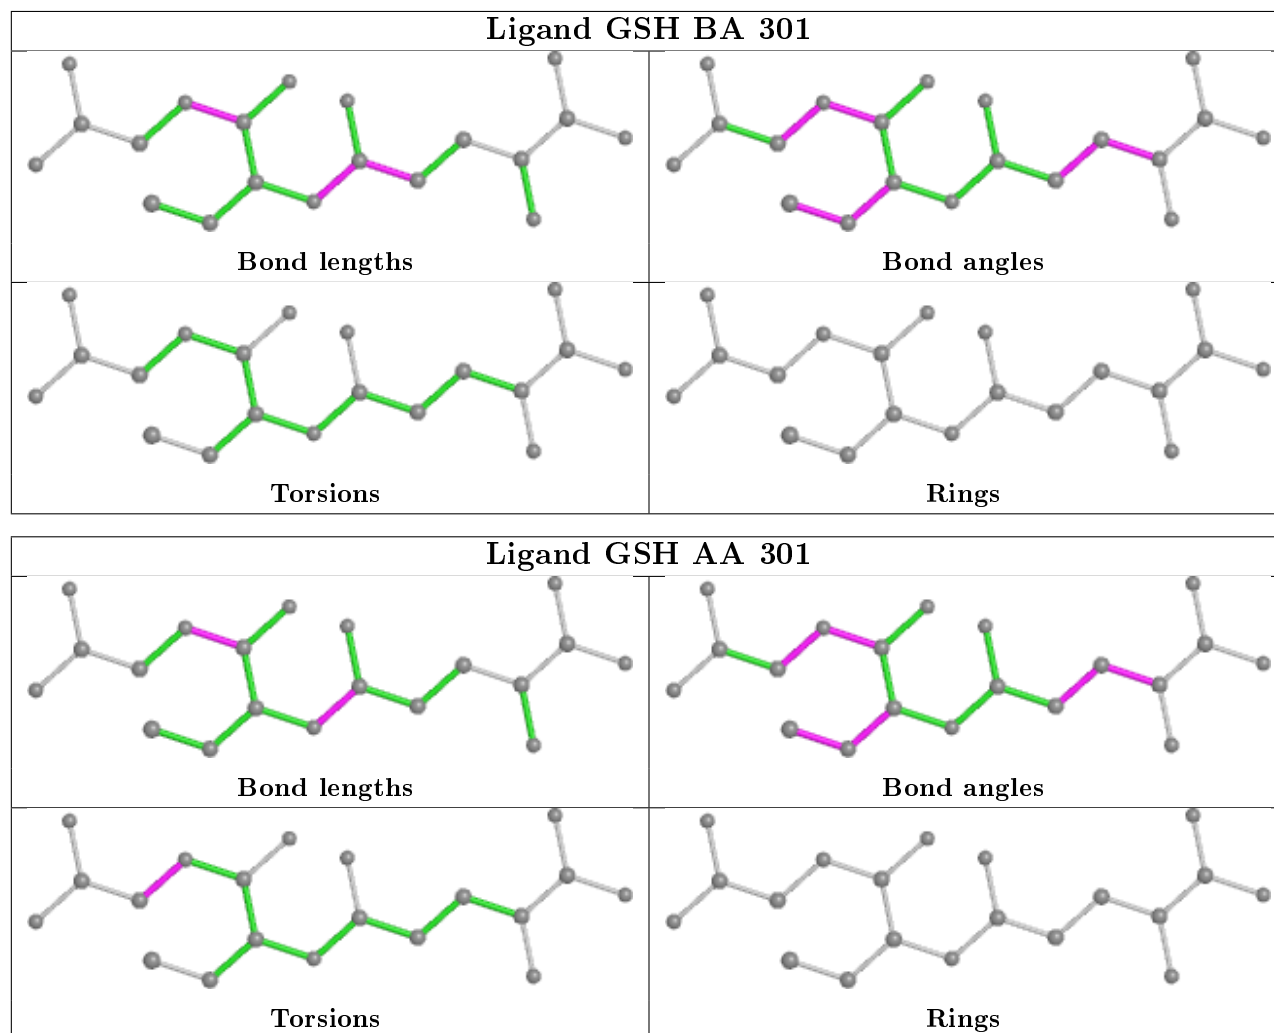 Ligand GSH BA 301
Bond lengths
Bond angles
Torsions
Rings
Ligand GSH AA 301
Bond lengths
Bond angles
Torsions
Rings